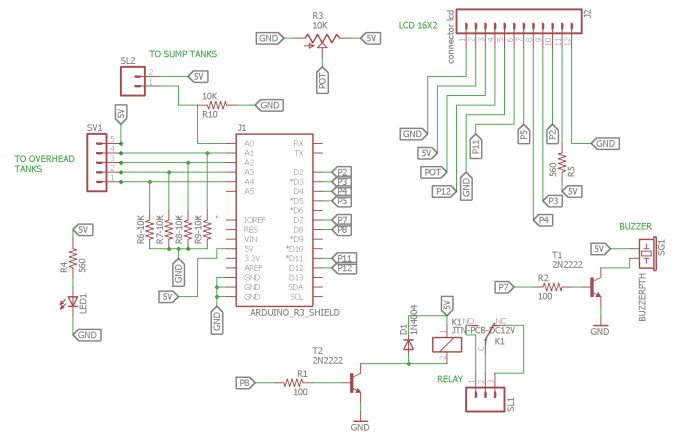 R3
10K
GND
5V
POT
LCD 16X2
connector lcd
J2
1 2 3 4 5 6 7 8 9 10 11 12
GND
5V
POT
P12
GND
P11
P5
P4
P3
P2
560
R5
5V
GND
TO SUMP TANKS
SL2
2
1
5V
10K
R10
GND
5V
SV1
5
4
3
2
1
TO OVERHEAD
TANKS
R6-10K
R7-10K
R8-10K
R9-10K
GND
5V
R4
560
LED1
GND
5V
GND
J1
A0
A1
A2
A3
A4
A5
IOREF
RES
VIN
5V
3.3V
AREF
GND
GND
GND
RX
TX
D2
*D3
D4
*D5
*D6
D7
D8
*D9
*D10
*D11
D12
D13
SDA
SCL
ARDUINO_R3_SHIELD
P2
P3
P4
P5
P7
P8
P11
P12
BUZZER
5V
SG1
BUZZERPTH
T1
2N2222
P7
R2
100
GND
5V
D1
1N4004
K1
JTN-PCB-DC12V
1
2
NO
NC
C
K1
RELAY
1
2
3
SL1
T2
2N2222
P8
R1
100
GND